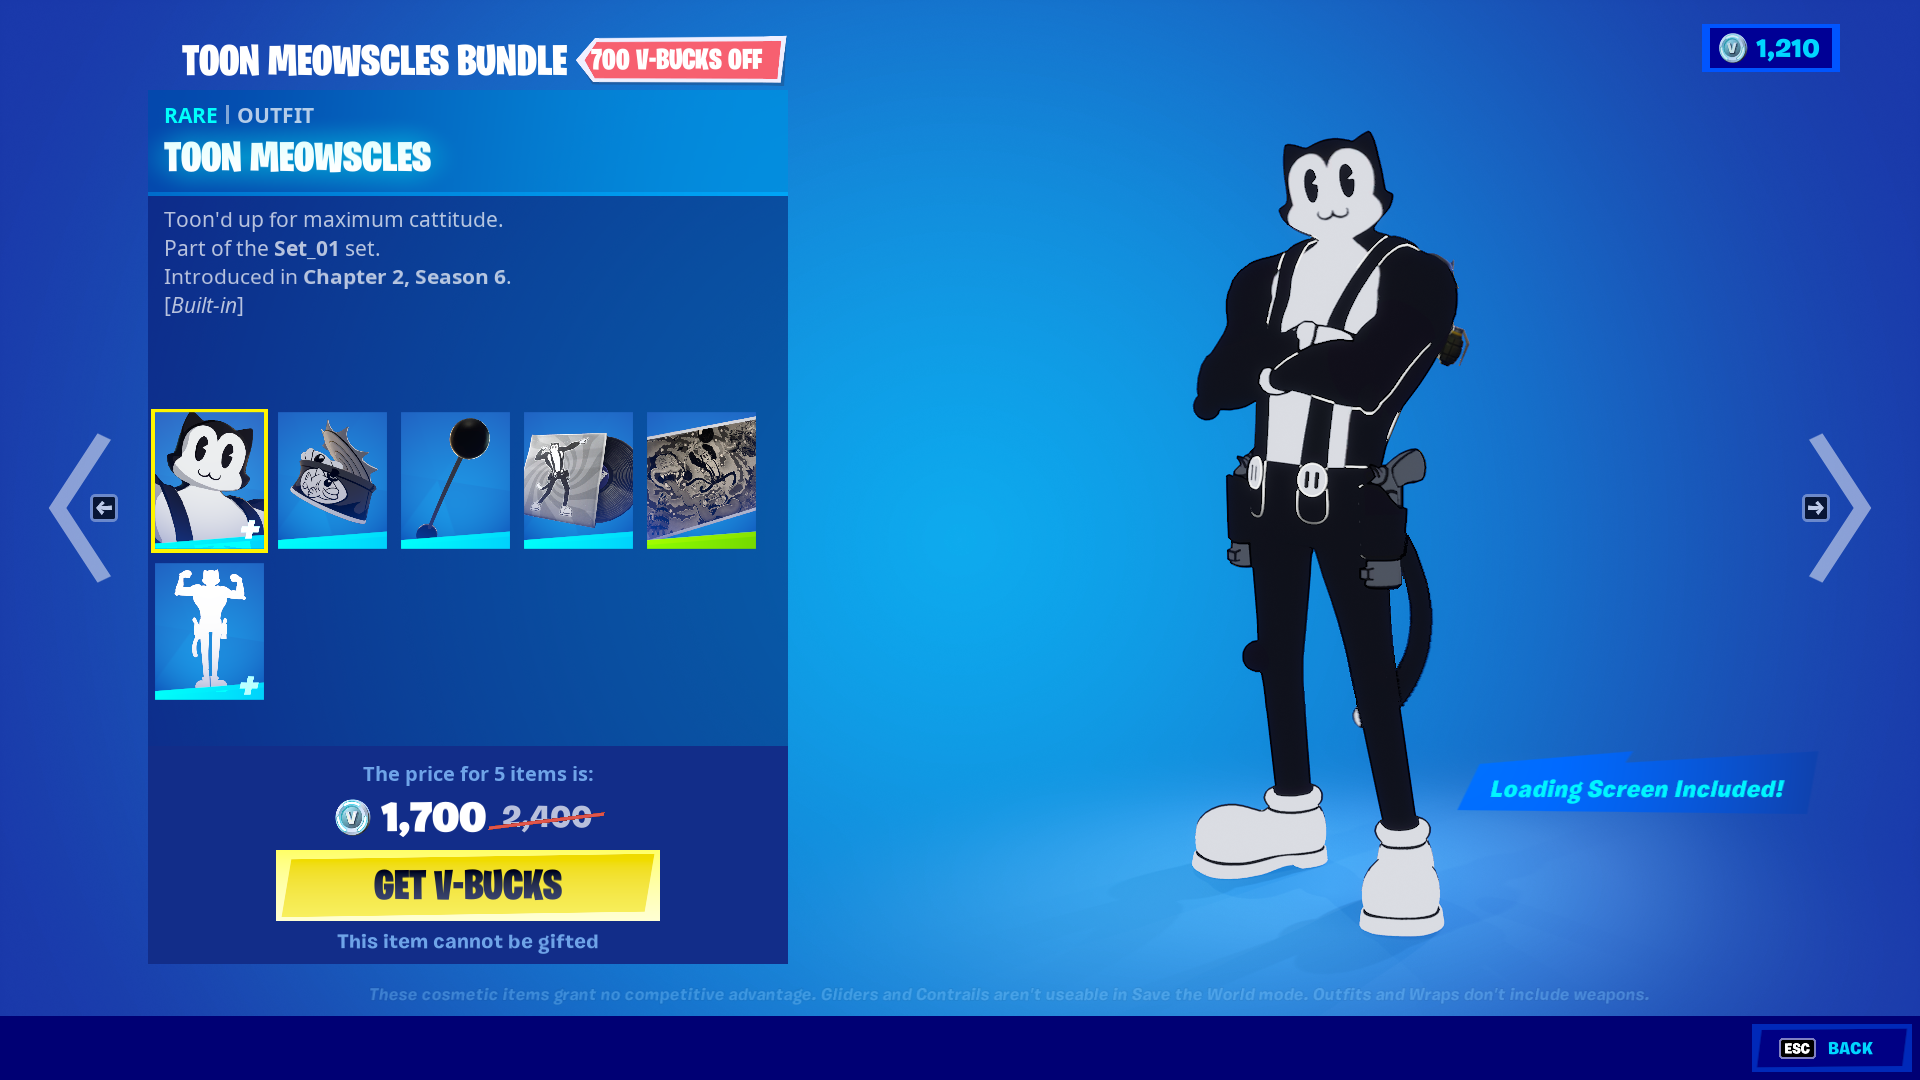 TOON MEOWSCLES BUNDLE
700 V-BUCKS OFF
1,210
RARE | OUTFIT
TOON MEOWSCLES
Toon'd up for maximum cattitude.
Part of the Set_01 set.
Introduced in Chapter 2, Season 6.
[Built-in]
The price for 5 items is:
1,700 2,400
GET V-BUCKS
This item cannot be gifted
Loading Screen Included!
These cosmetic items grant no competitive advantage. Gliders and Contrails aren't useable in Save the World mode. Outfits and Wraps don't include weapons.
ESC BACK